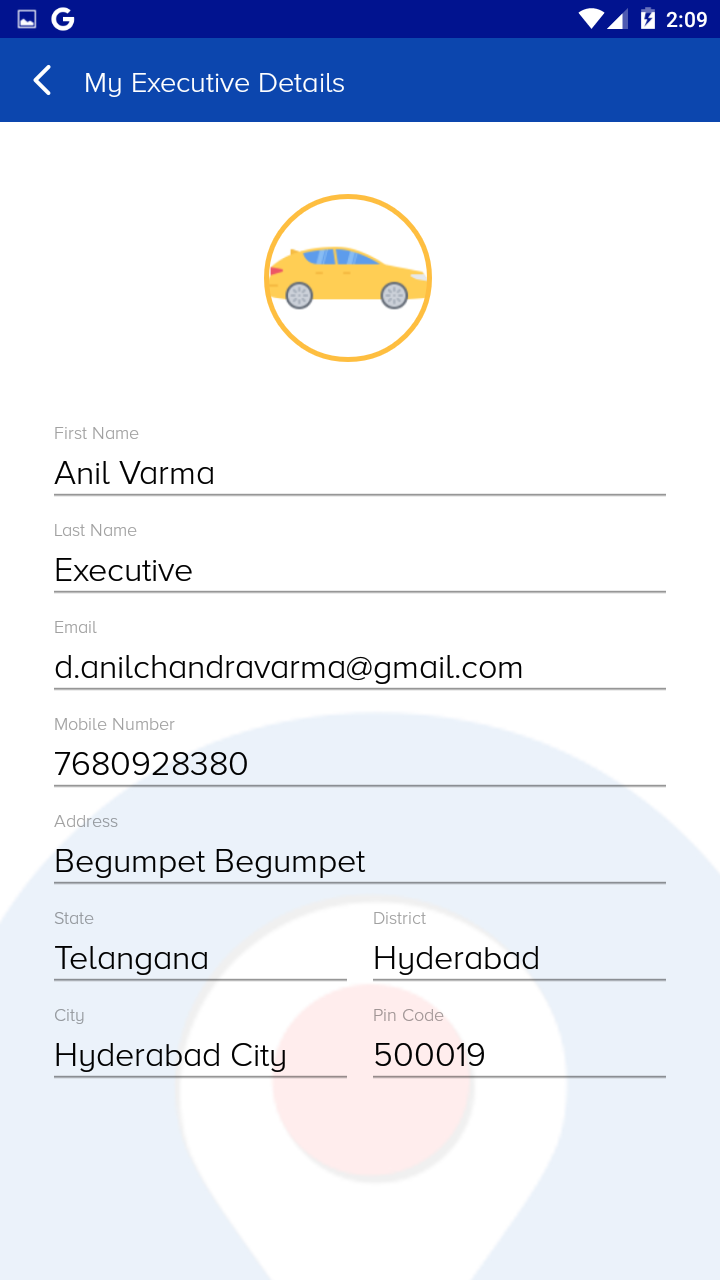 2:09
My Executive Details
First Name
Anil Varma
Last Name
Executive
Email
d.anilchandravarma@gmail.com
Mobile Number
7680928380
Address
Begumpet Begumpet
State District
Telangana Hyderabad
City Pin Code
Hyderabad City 500019